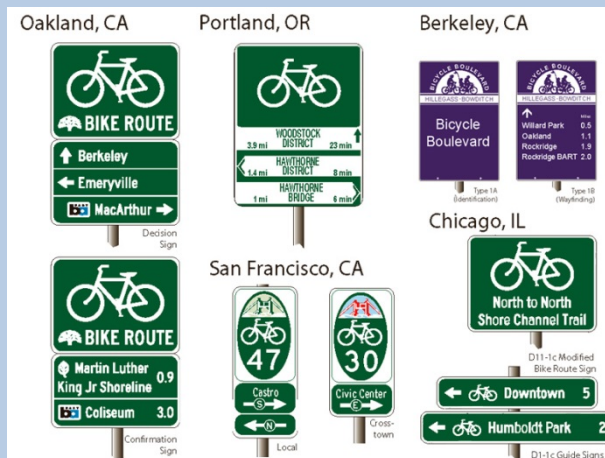 Oakland, CA
BIKE ROUTE
Berkeley
Emeryville
MacArthur
Decision
Sign
BIKE ROUTE
Martin Luther
King Jr Shoreline 0.9
Coliseum 3.0
Confirmation
Sign
Portland, OR
WOODSTOCK
DISTRICT
3.9 mi 23 min
HAWTHORNE
DISTRICT
1.4 mi 8 min
HAWTHORNE
BRIDGE
1 mi 6 min
San Francisco, CA
47
Castro
S
N
Local
30
Civic Center
E
Cross-
town
Berkeley, CA
BICYCLE BOULEVARD
HILLEGASS-BOWDITCH
Bicycle
Boulevard
Type 1A
(Identification)
BICYCLE BOULEVARD
HILLEGASS-BOWDITCH
Miles
Willard Park 0.5
Oakland 1.1
Rockridge 1.9
Rockridge BART 2.0
Type 1B
(Wayfinding)
Chicago, IL
North to North
Shore Channel Trail
D11-1c Modified
Bike Route Sign
Downtown 5
Humboldt Park 2
D1-1c Guide Signs